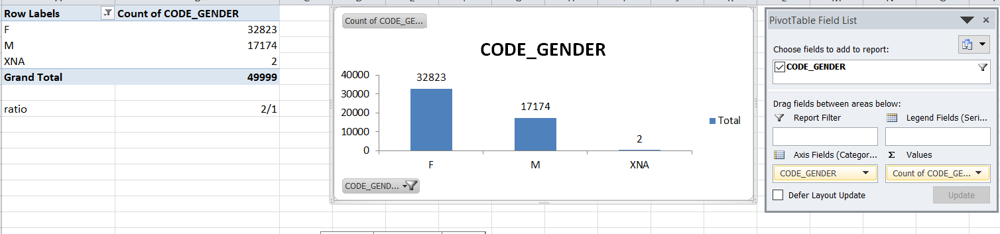 Row Labels Count of CODE_GENDER
F 32823
M 17174
XNA 2
Grand Total 49999
ratio 2/1
Count of CODE_GE...
CODE_GENDER
40000
30000
20000
10000
0
32823
17174
2
F M XNA
Total
CODE_GEND...
PivotTable Field List
Choose fields to add to report:
CODE_GENDER
Drag fields between areas below:
Report Filter Legend Fields (Seri...
Axis Fields (Categor... Σ Values
CODE_GENDER Count of CODE_GE...
Defer Layout Update Update